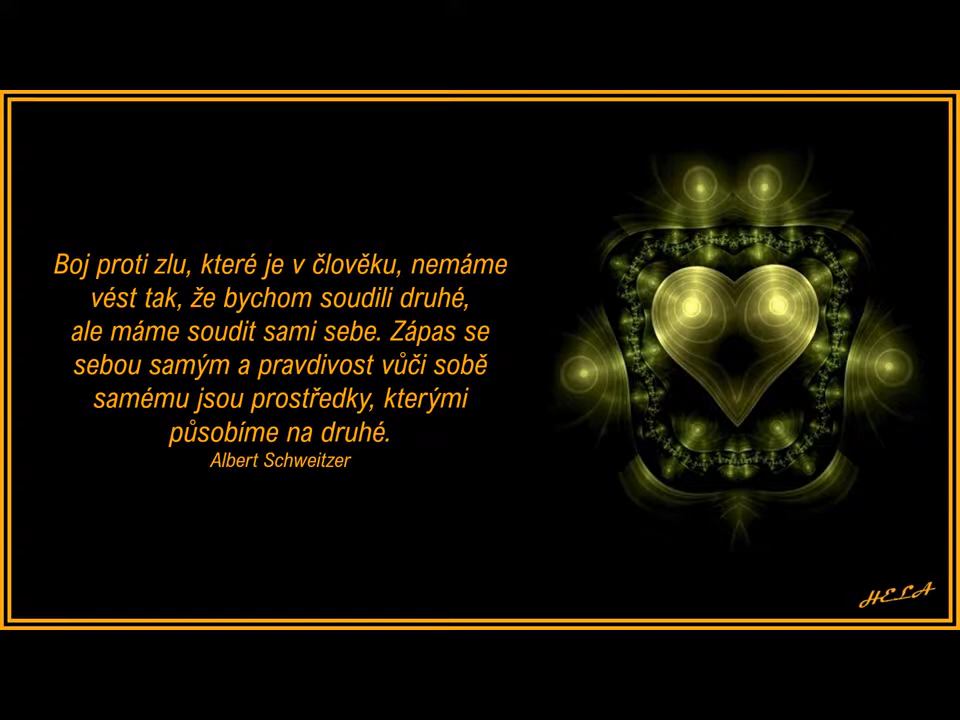 Boj proti zlu, které je v člověku, nemáme
vést tak, že bychom soudili druhé,
ale máme soudit sami sebe. Zápas se
sebou samým a pravdivost vůči sobě
samému jsou prostředky, kterými
působíme na druhé.
Albert Schweitzer
HELA